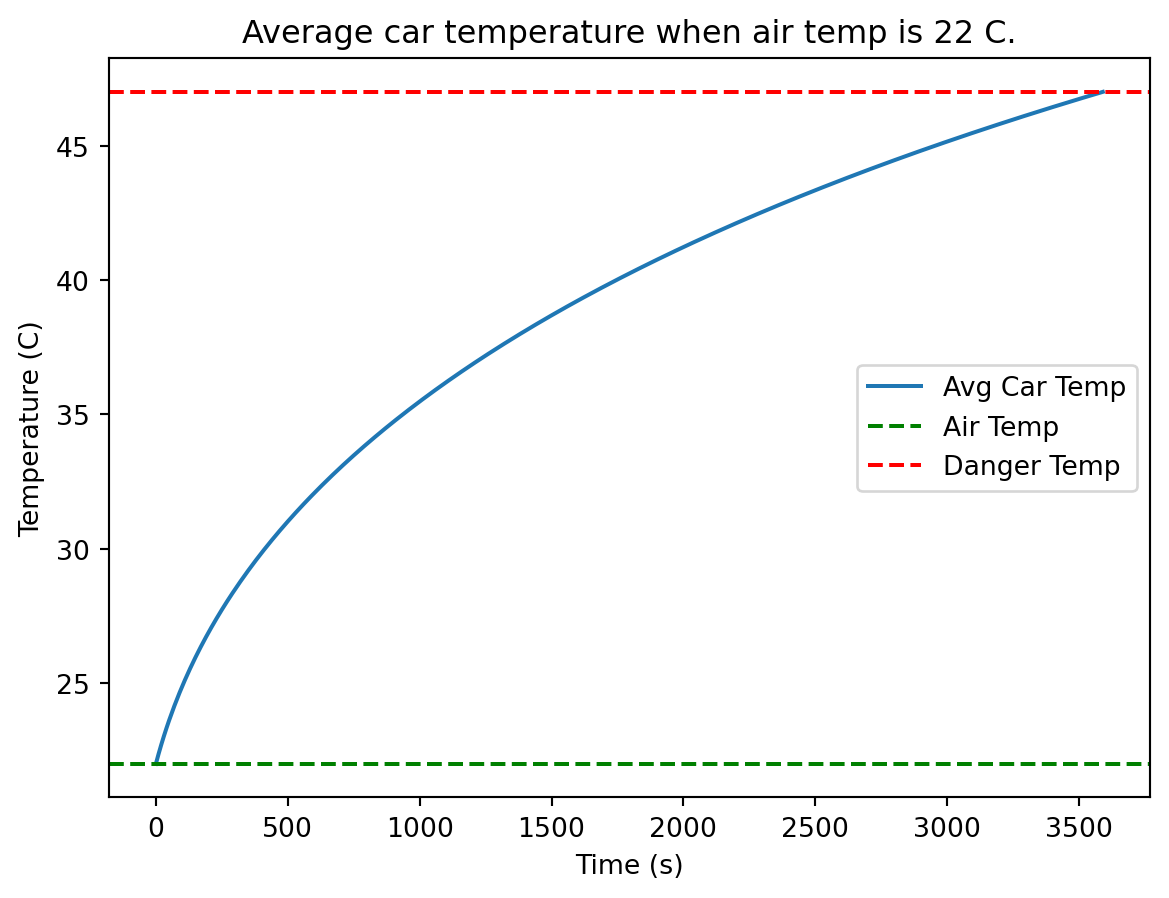 Average car temperature when air temp is 22 C.
Temperature (C)
45
40
35
30
25
Avg Car Temp
Air Temp
Danger Temp
0 500 1000 1500 2000 2500 3000 3500
Time (s)